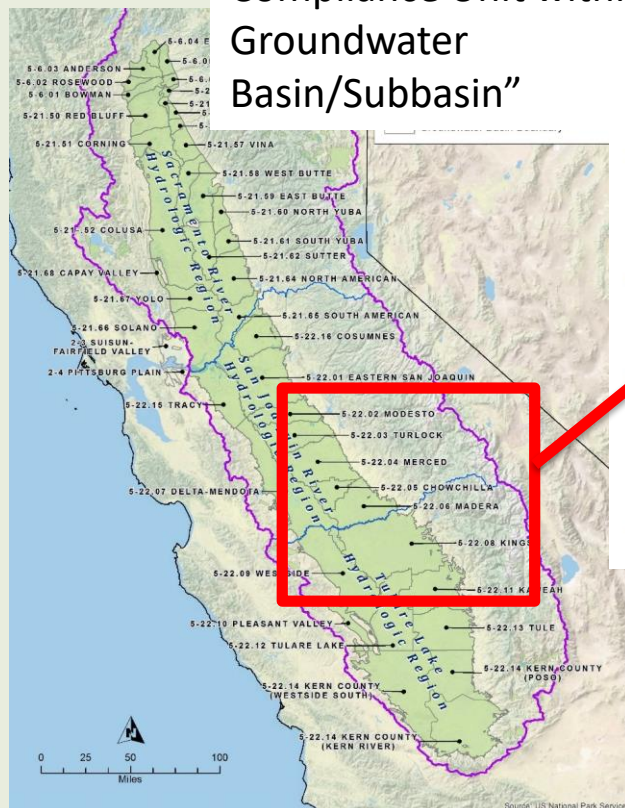 Groundwater
Basin/Subbasin”
5-6.03 ANDERSON
5-6.02 ROSEWOOD
5-6.01 BOWMAN
5-21.50 RED BLUFF
5-21.51 CORNING
5-21.57 VINA
5-21.58 WEST BUTTE
5-21.59 EAST BUTTE
5-21.60 NORTH YUBA
5-21-.52 COLUSA
5-21.61 SOUTH YUBA
5-21.62 SUTTER
5-21.68 CAPAY VALLEY
5-21.64 NORTH AMERICAN
5-21.67 YOLO
5-21.65 SOUTH AMERICAN
5-21.66 SOLANO
5-22.16 COSUMNES
2-3 SUISUN-
FAIRFIELD VALLEY
2-4 PITTSBURG PLAIN
5-22.01 EASTERN SAN JOAQUIN
5-22.15 TRACY
5-22.02 MODESTO
5-22.03 TURLOCK
5-22.04 MERCED
5-22.05 CHOWCHILLA
5-22.07 DELTA-MENDOTA
5-22.06 MADERA
5-22.08 KINGS
5-22.09 WESTSIDE
5-22.11 KAWEAH
5-22.10 PLEASANT VALLEY
5-22.13 TULE
5-22.12 TULARE LAKE
5-22.14 KERN COUNTY
(POSO)
5-22.14 KERN COUNTY
(WESTSIDE SOUTH)
5-22.14 KERN COUNTY
(KERN RIVER)
Sacramento River
Hydrologic Region
San Joaquin River
Hydrologic Region
Tulare Lake
Hydrologic Region
N
0 25 50 100
Miles
Source: US National Park Service